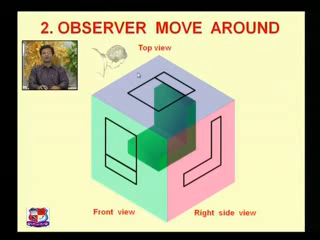 2. OBSERVER MOVE AROUND
Top view
Front view
Right side view